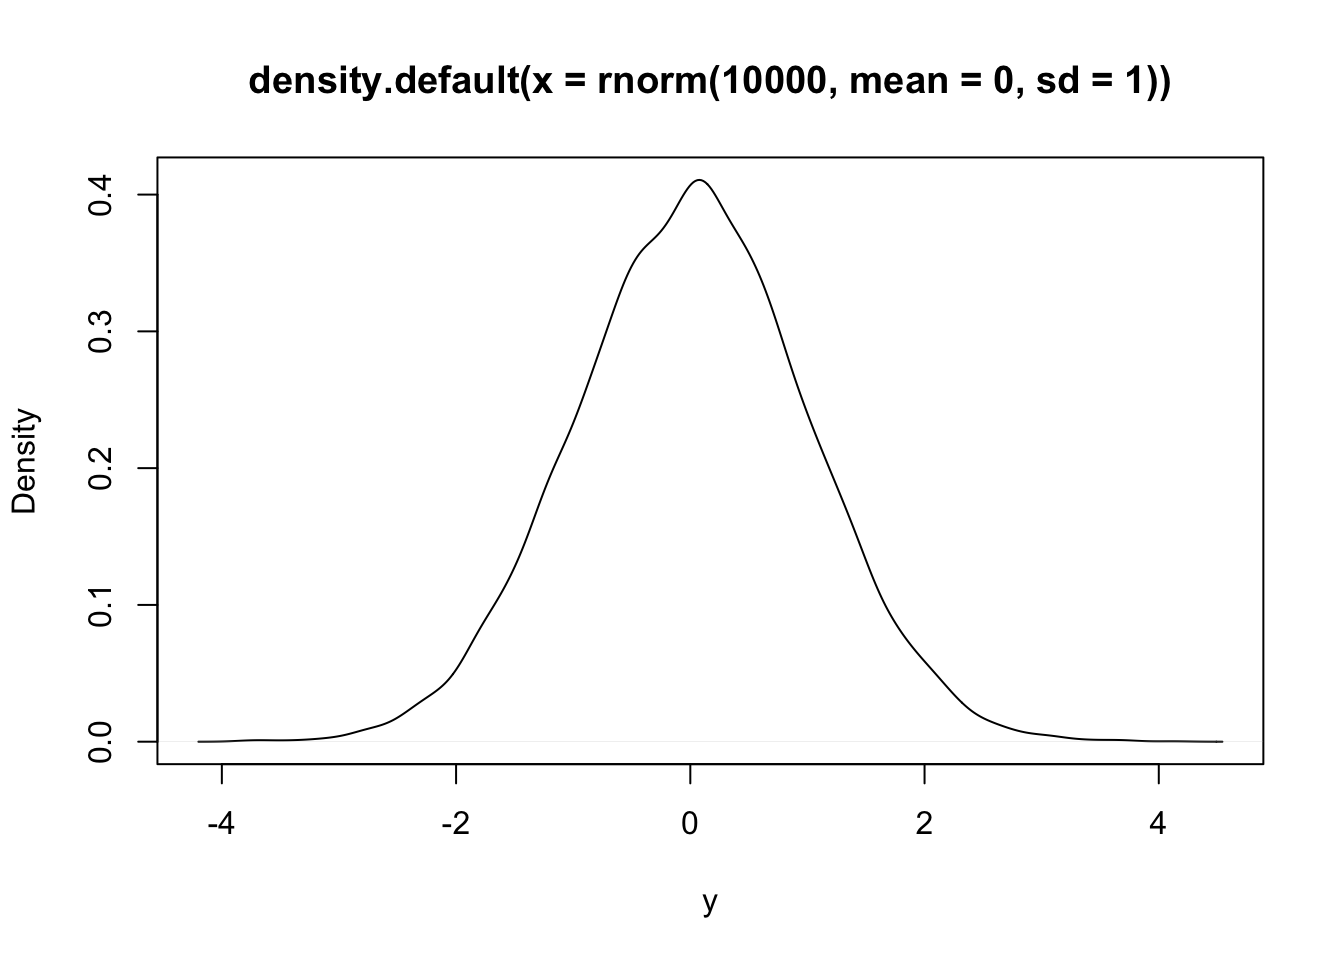 density.default(x = rnorm(10000, mean = 0, sd = 1))
Density
0.4
0.3
0.2
0.1
0.0
-4 -2 0 2 4
y